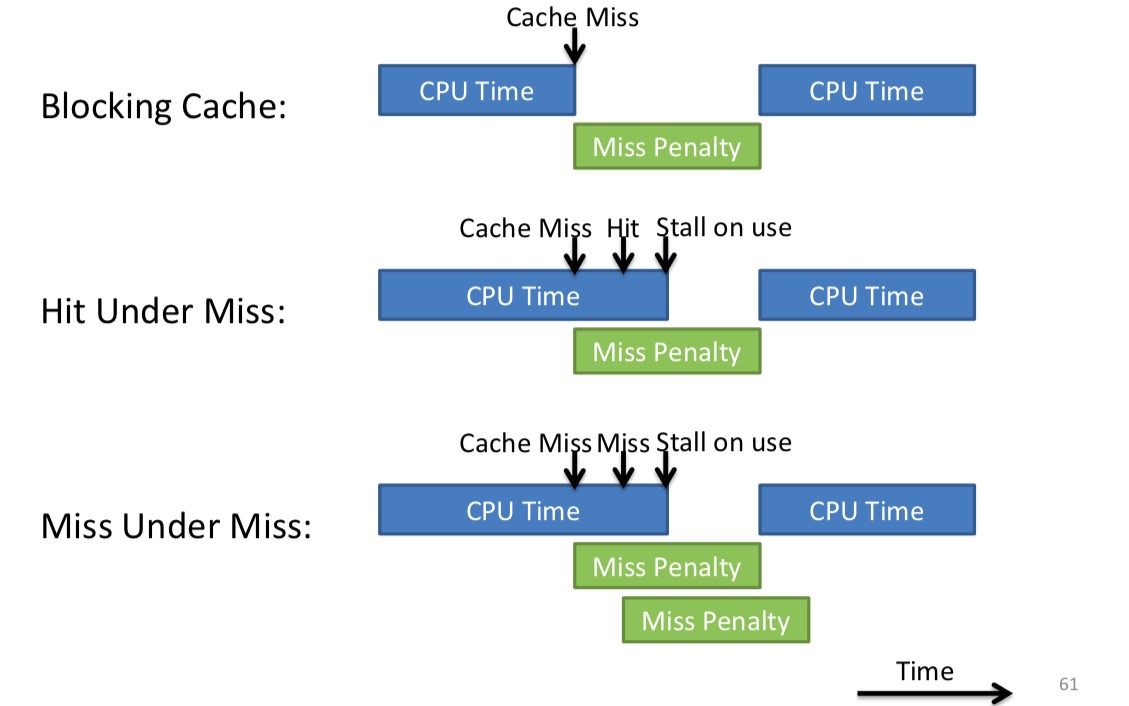 Cache Miss
Blocking Cache:
CPU Time
CPU Time
Miss Penalty
Cache Miss Hit Stall on use
Hit Under Miss:
CPU Time
CPU Time
Miss Penalty
Cache Miss Miss Stall on use
Miss Under Miss:
CPU Time
CPU Time
Miss Penalty
Miss Penalty
Time
61